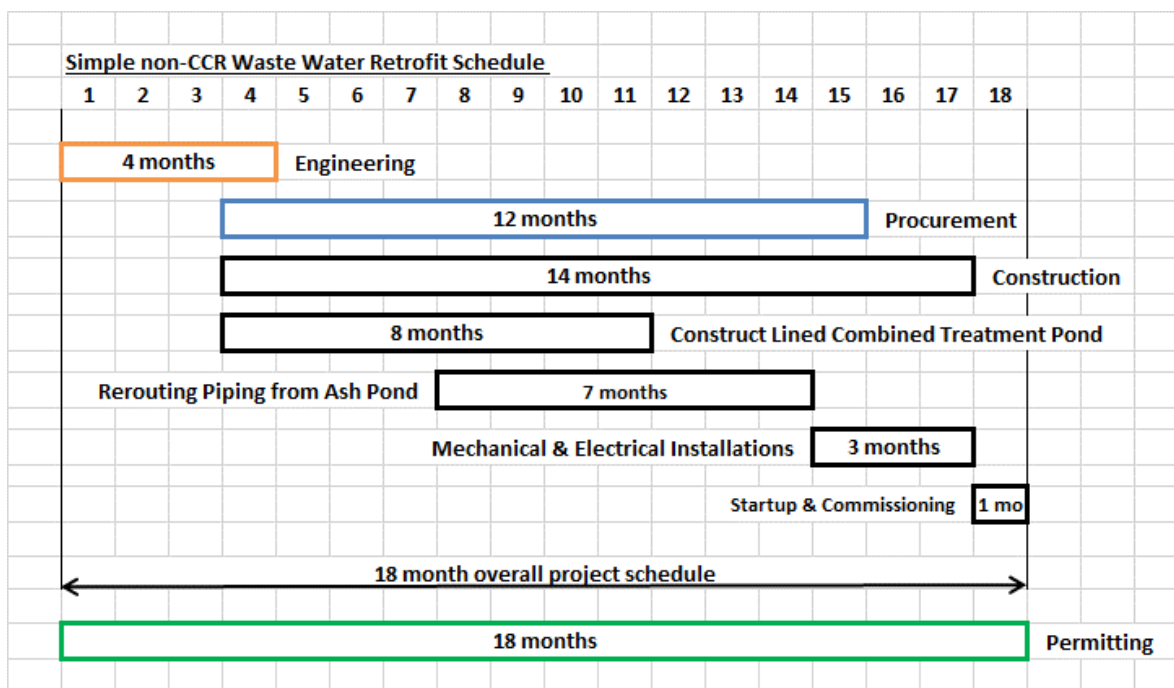 Simple non-CCR Waste Water Retrofit Schedule
1 2 3 4 5 6 7 8 9 10 11 12 13 14 15 16 17 18
4 months Engineering
12 months Procurement
14 months Construction
8 months Construct Lined Combined Treatment Pond
Rerouting Piping from Ash Pond 7 months
Mechanical & Electrical Installations 3 months
Startup & Commissioning 1 mo
18 month overall project schedule
18 months Permitting